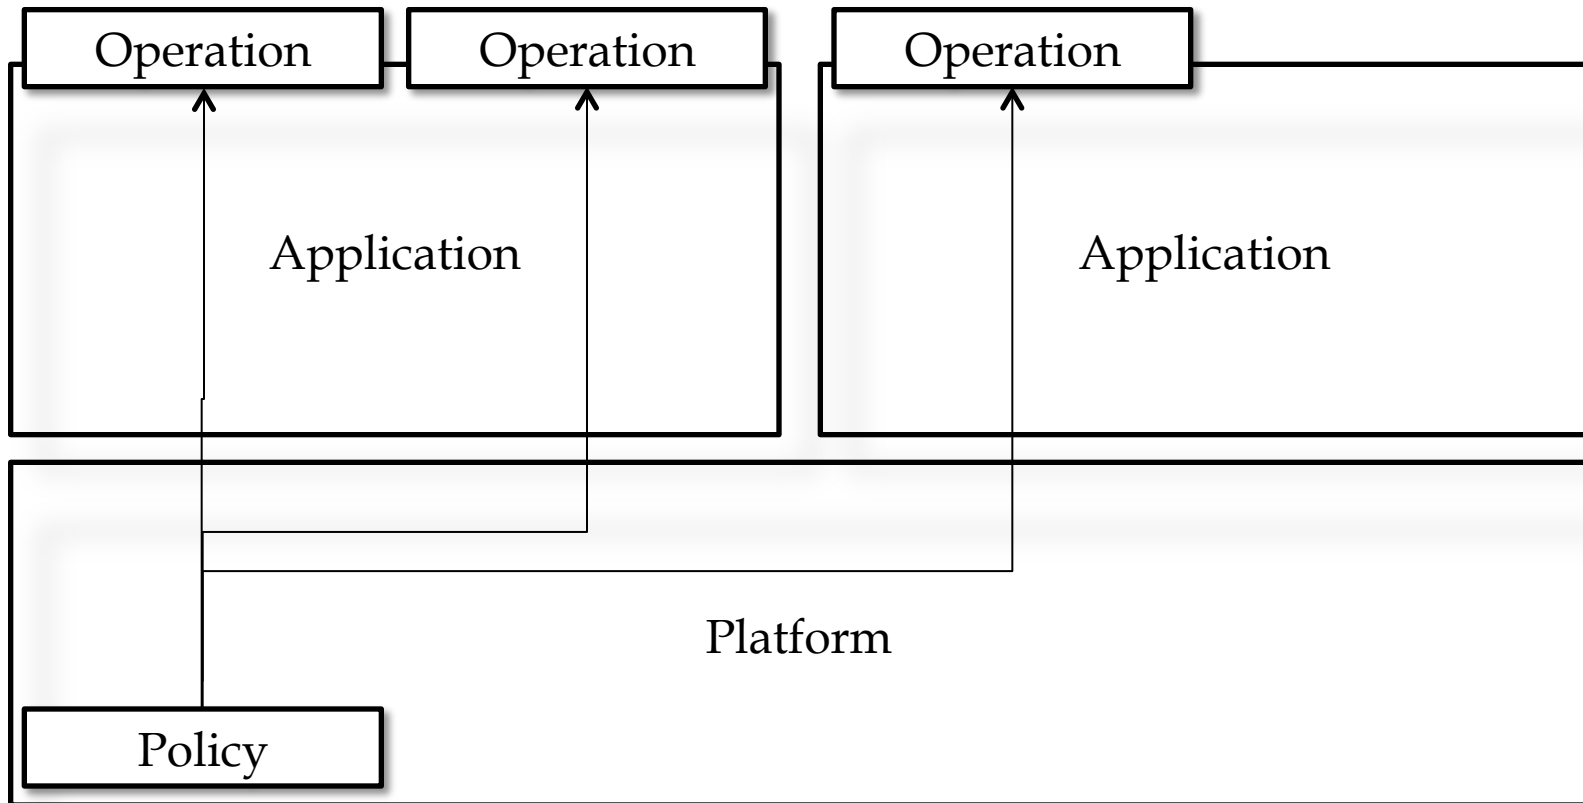 Operation
Operation
Operation
Application
Application
Platform
Policy